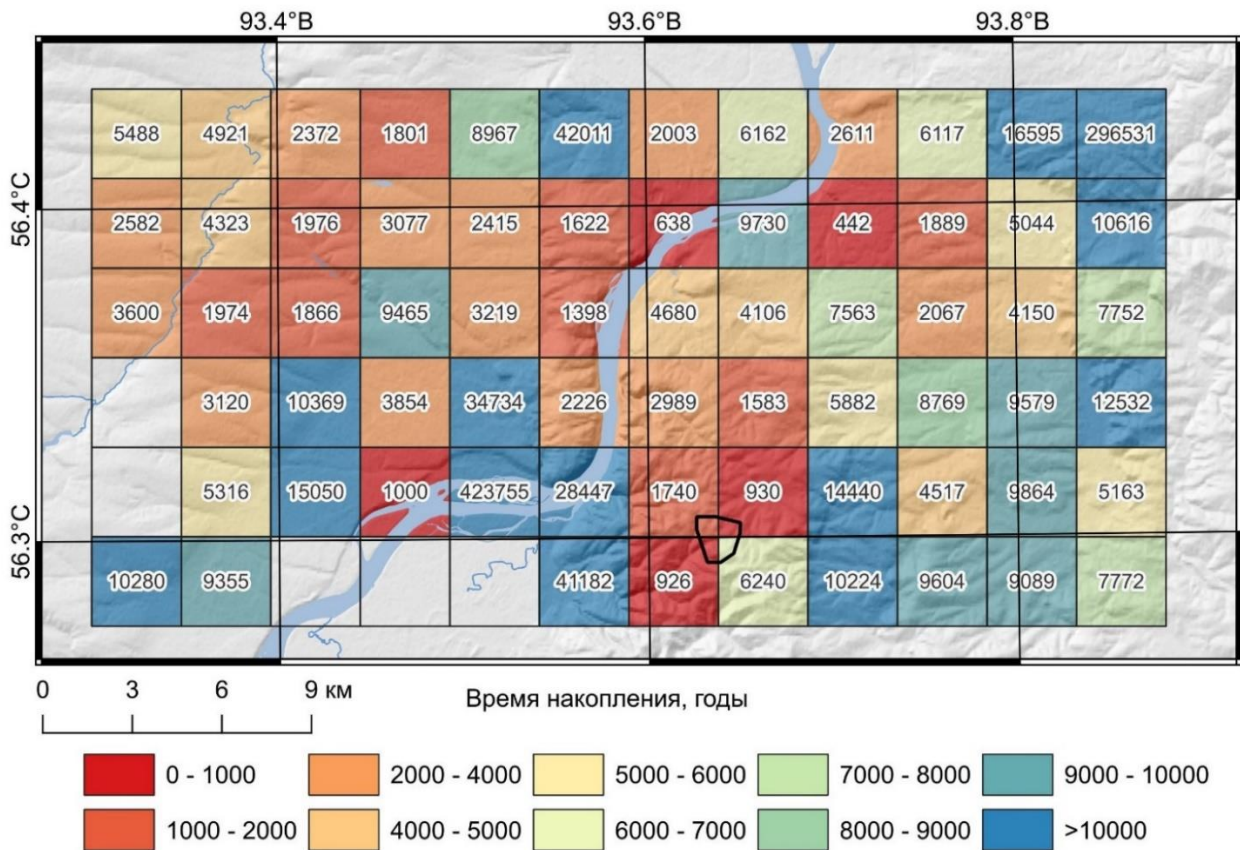 93.4°В 93.6°В 93.8°В
5488 4921 2372 1801 8967 42011 2003 6162 2611 6117 16595 296531
56.4°С
2582 4323 1976 3077 2415 1622 638 9730 442 1889 5044 10616
3600 1974 1866 9465 3219 1398 4680 4106 7563 2067 4150 7752
3120 10369 3854 34734 2226 2989 1583 5882 8769 9579 12532
5316 15050 1000 423755 28447 1740 930 14440 4517 9864 5163
56.3°С
10280 9355 41182 926 6240 10224 9604 9089 7772
0 3 6 9 км
Время накопления, годы
0 - 1000 2000 - 4000 5000 - 6000 7000 - 8000 9000 - 10000
1000 - 2000 4000 - 5000 6000 - 7000 8000 - 9000 >10000